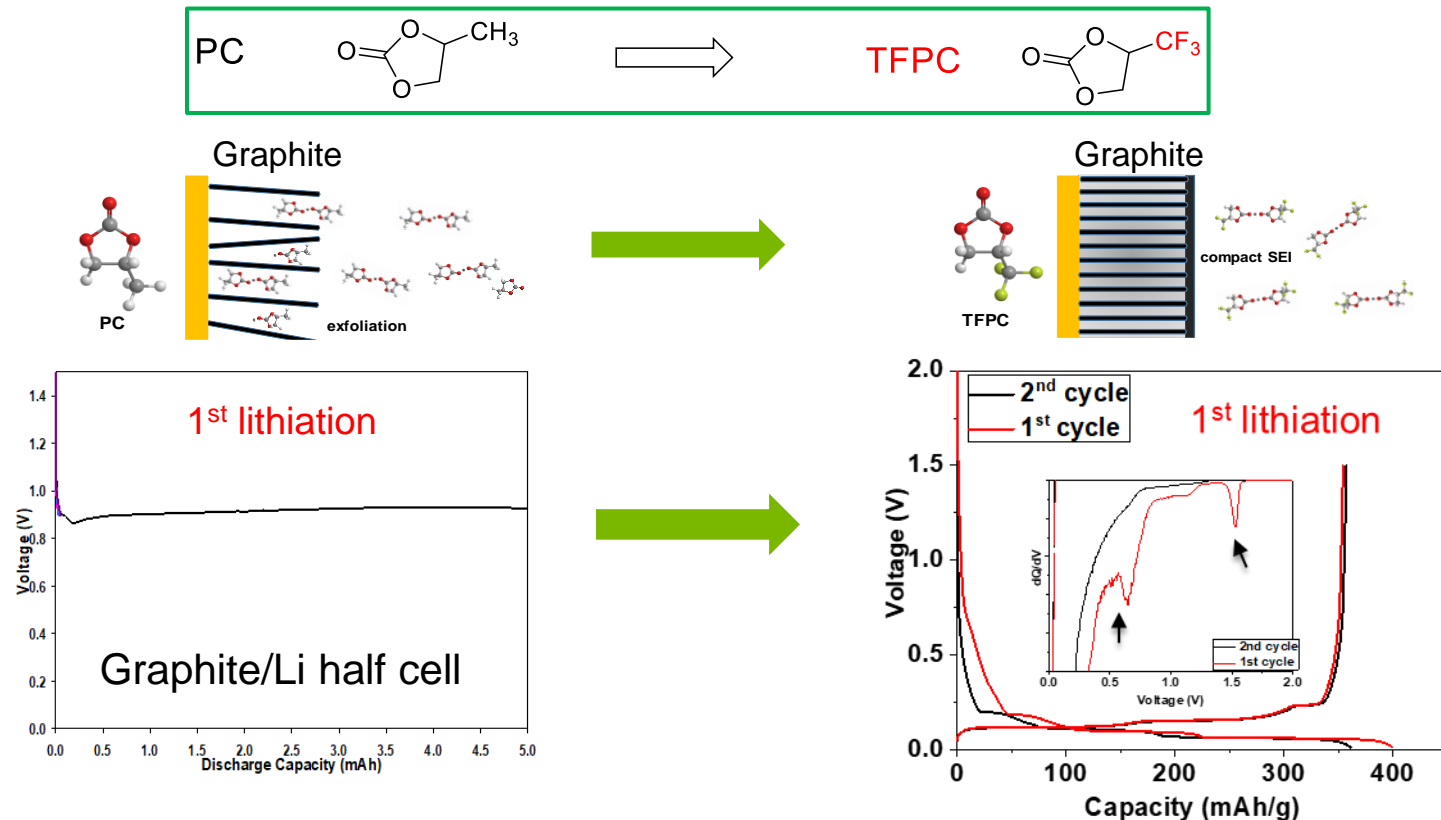 PC
O
O
O
CH3
TFPC
O
O
O
CF3
Graphite
Graphite
PC
exfoliation
TFPC
compact SEI
1st lithiation
Graphite/Li half cell
Voltage (V)
1.4
1.2
1.0
0.8
0.6
0.4
0.2
0.0
0.0 0.5 1.0 1.5 2.0 2.5 3.0 3.5 4.0 4.5 5.0
Discharge Capacity (mAh)
2nd cycle
1st cycle
1st lithiation
Voltage (V)
2.0
1.5
1.0
0.5
0.0
dQ/dV
2nd cycle
1st cycle
0.0 0.5 1.0 1.5 2.0
Voltage (V)
0 100 200 300 400
Capacity (mAh/g)